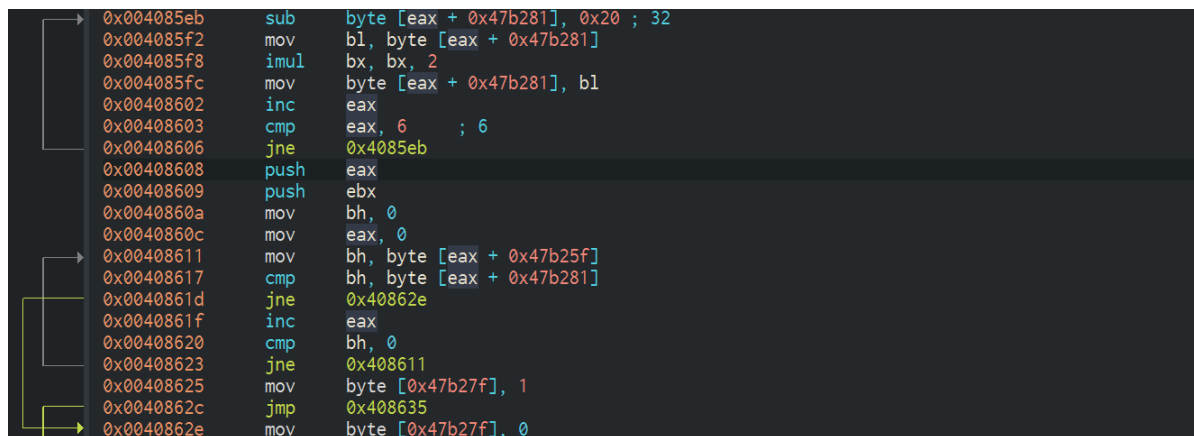 0x004085eb sub byte [eax + 0x47b281], 0x20 ; 32
0x004085f2 mov bl, byte [eax + 0x47b281]
0x004085f8 imul bx, bx, 2
0x004085fc mov byte [eax + 0x47b281], bl
0x00408602 inc eax
0x00408603 cmp eax, 6 ; 6
0x00408606 jne 0x4085eb
0x00408608 push eax
0x00408609 push ebx
0x0040860a mov bh, 0
0x0040860c mov eax, 0
0x00408611 mov bh, byte [eax + 0x47b25f]
0x00408617 cmp bh, byte [eax + 0x47b281]
0x0040861d jne 0x40862e
0x0040861f inc eax
0x00408620 cmp bh, 0
0x00408623 jne 0x408611
0x00408625 mov byte [0x47b27f], 1
0x0040862c jmp 0x408635
0x0040862e mov byte [0x47b27f], 0